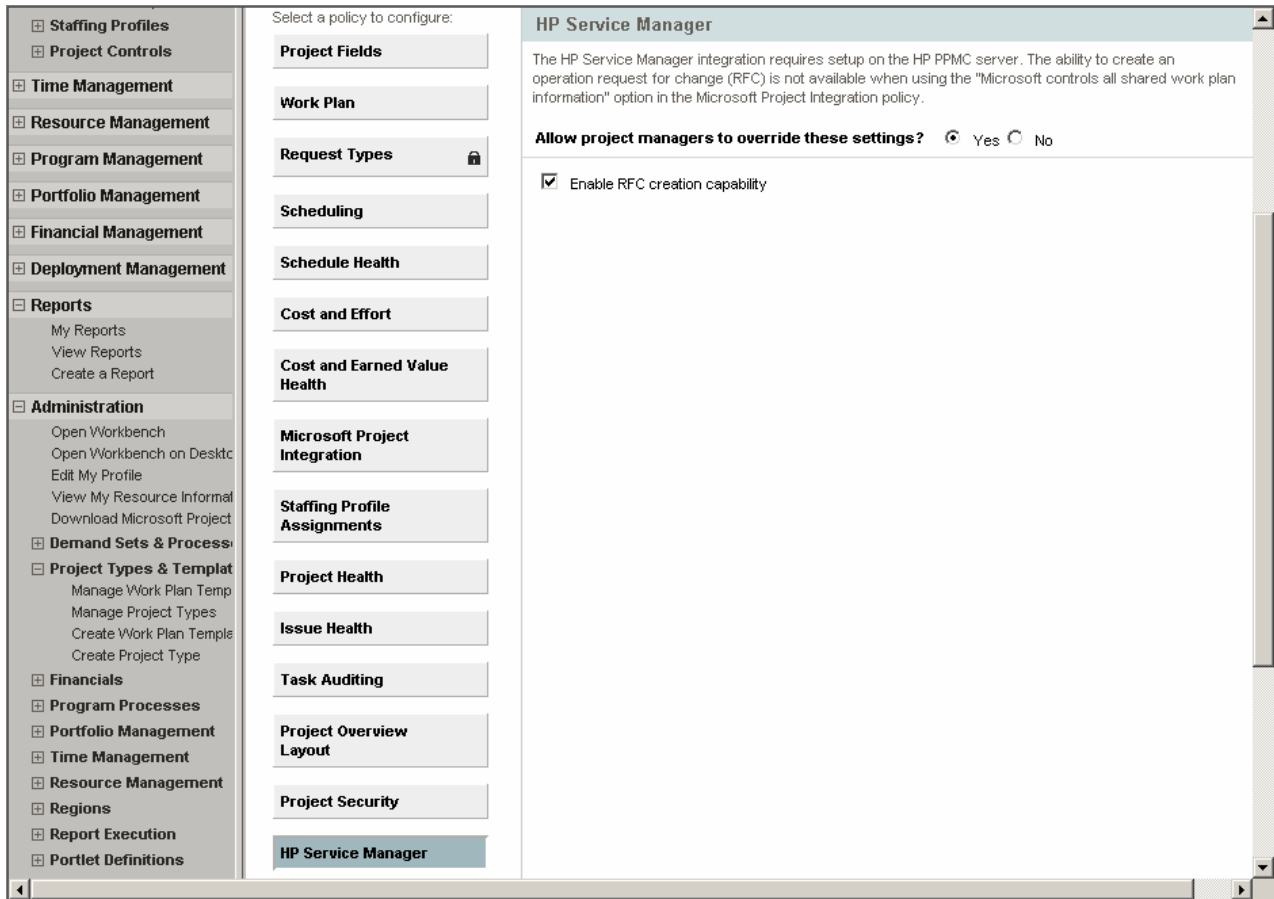 Staffing Profiles
Project Controls
Time Management
Resource Management
Program Management
Portfolio Management
Financial Management
Deployment Management
Reports
My Reports
View Reports
Create a Report
Administration
Open Workbench
Open Workbench on Deskto
Edit My Profile
View My Resource Informat
Download Microsoft Project
Demand Sets & Process
Project Types & Templat
Manage Work Plan Temp
Manage Project Types
Create Work Plan Templa
Create Project Type
Financials
Program Processes
Portfolio Management
Time Management
Resource Management
Regions
Report Execution
Portlet Definitions
Select a policy to configure:
Project Fields
Work Plan
Request Types
Scheduling
Schedule Health
Cost and Effort
Cost and Earned Value
Health
Microsoft Project
Integration
Staffing Profile
Assignments
Project Health
Issue Health
Task Auditing
Project Overview
Layout
Project Security
HP Service Manager
HP Service Manager
The HP Service Manager integration requires setup on the HP PPMC server. The ability to create an
operation request for change (RFC) is not available when using the "Microsoft controls all shared work plan
information" option in the Microsoft Project Integration policy.
Allow project managers to override these settings? Yes No
Enable RFC creation capability